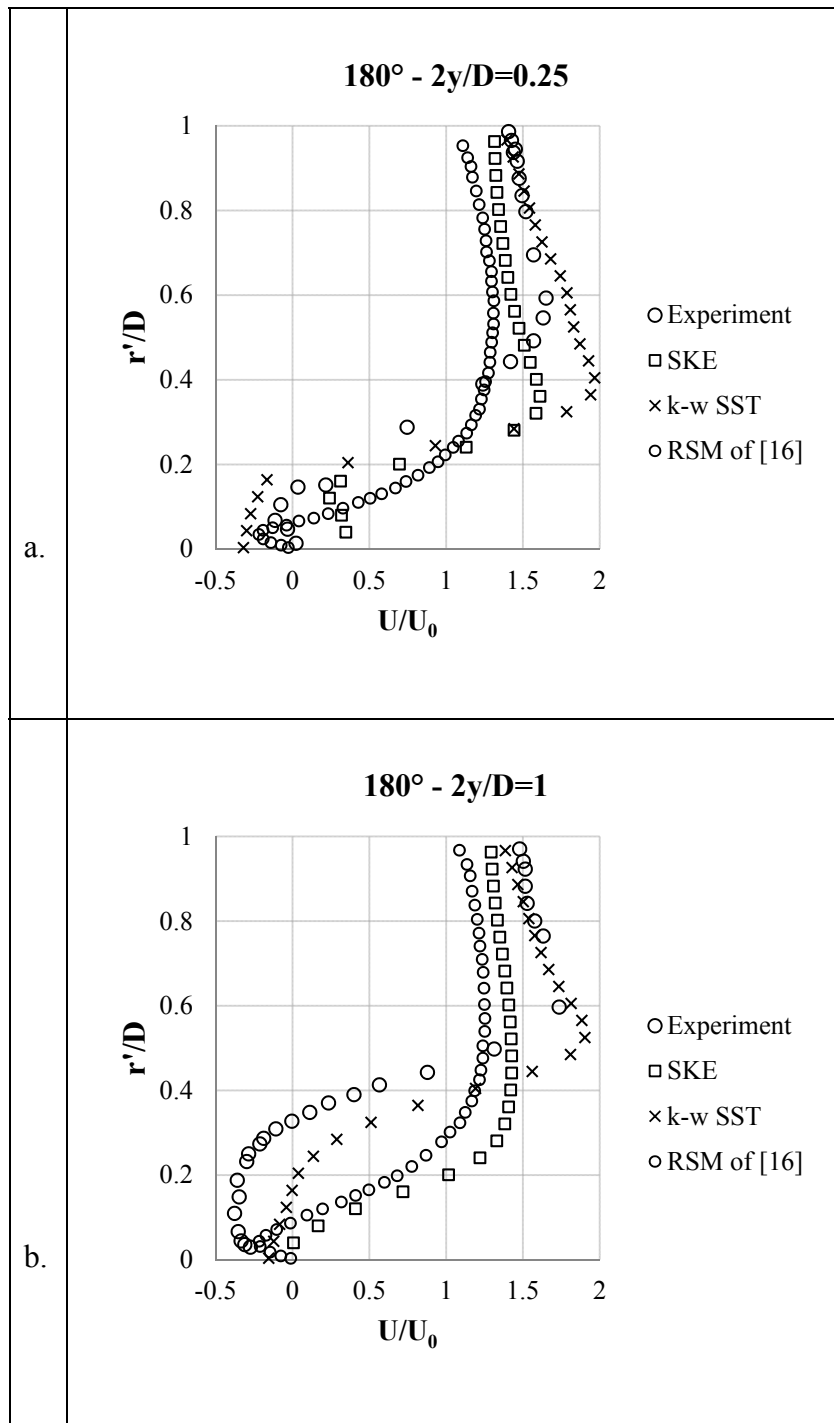 a.
180° - 2y/D=0.25
r'/D
1
0.8
0.6
0.4
0.2
0
-0.5 0 0.5 1 1.5 2
U/U0
Experiment
SKE
k-w SST
RSM of [16]
b.
180° - 2y/D=1
r'/D
1
0.8
0.6
0.4
0.2
0
-0.5 0 0.5 1 1.5 2
U/U0
Experiment
SKE
k-w SST
RSM of [16]